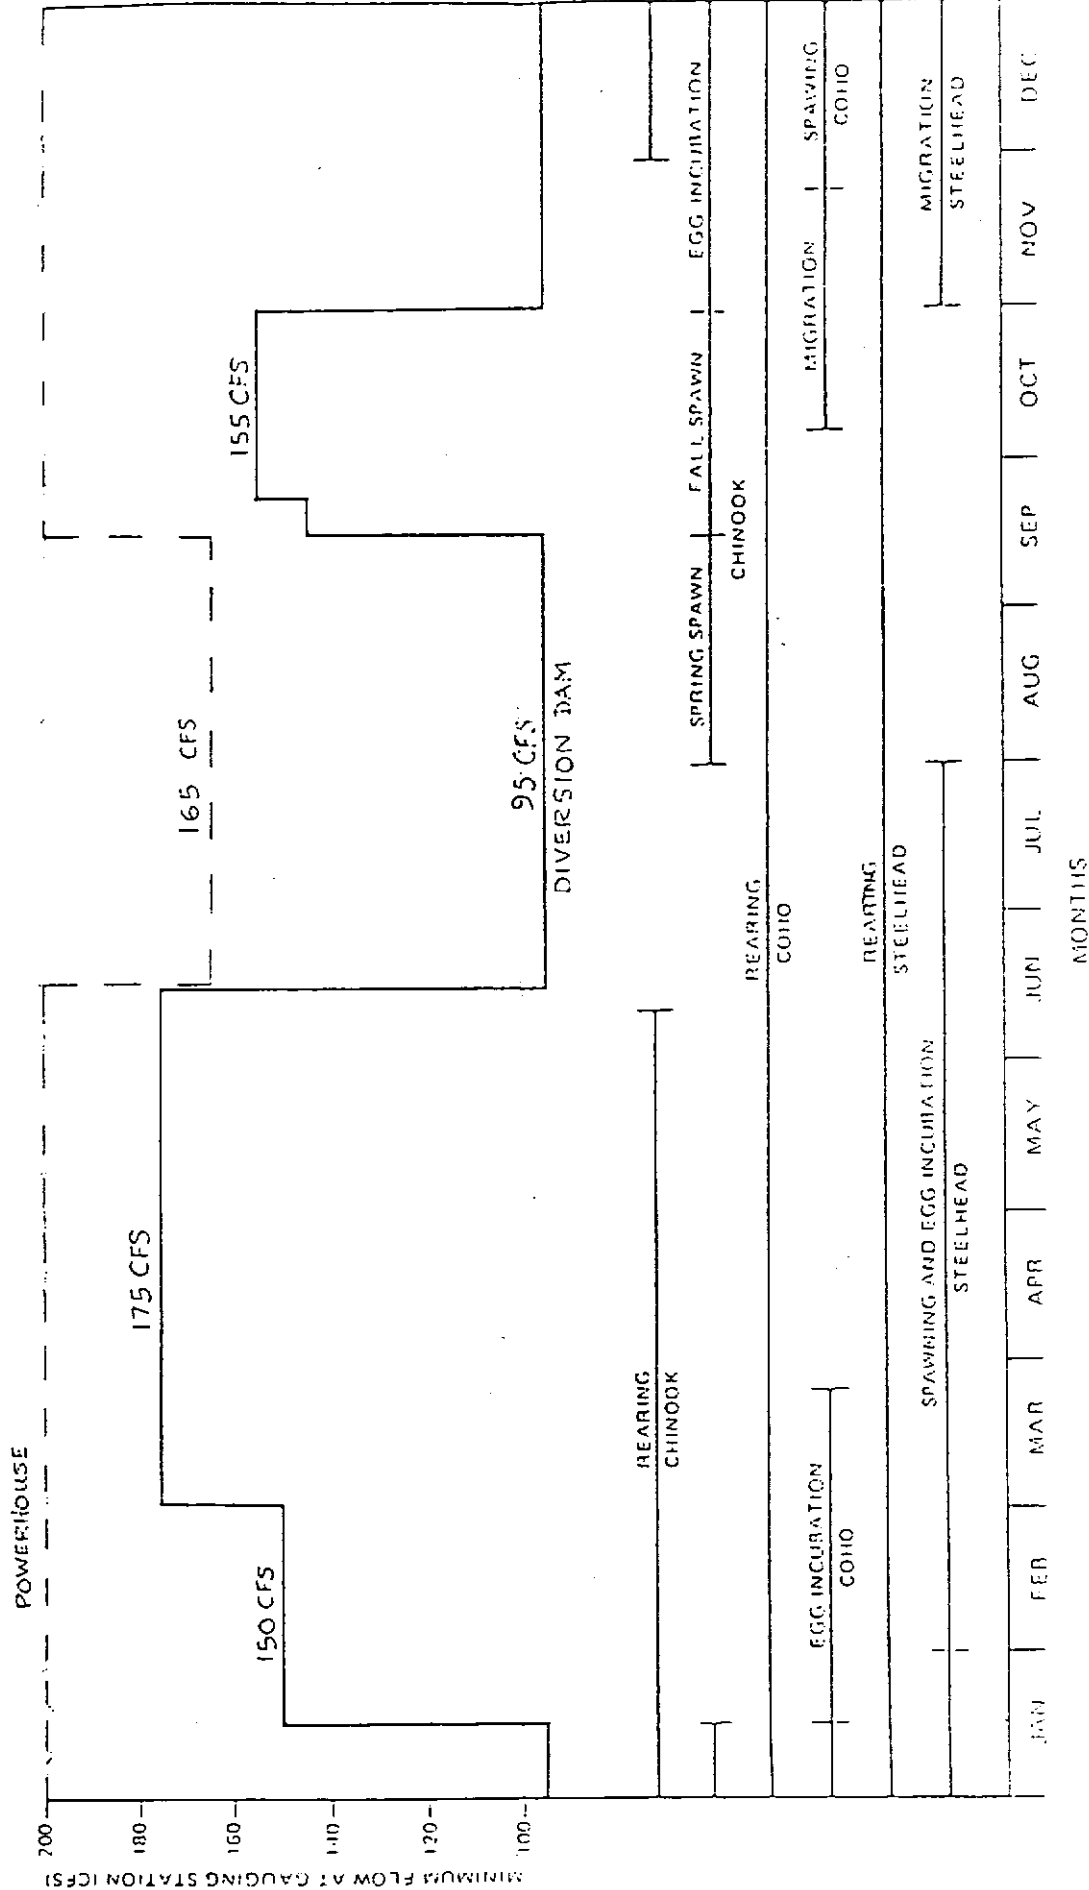 POWERHOUSE
200
180
160
140
120
100
MINIMUM FLOW AT GAUGING STATION (CFS)
150 CFS
175 CFS
165 CFS
155 CFS
95 CFS
DIVERSION DAM
REARING
CHINOOK
SPRING SPAWN
FALL SPAWN
EGG INCUBATION
CHINOOK
REARING
COHO
EGG INCUBATION
COHO
MIGRATION
SPAWING
COHO
REARING
STEELHEAD
SPAWNING AND EGG INCUBATION
STEELHEAD
MIGRATION
STEELHEAD
JAN
FEB
MAR
APR
MAY
JUN
JUL
AUG
SEP
OCT
NOV
DEC
MONTHS